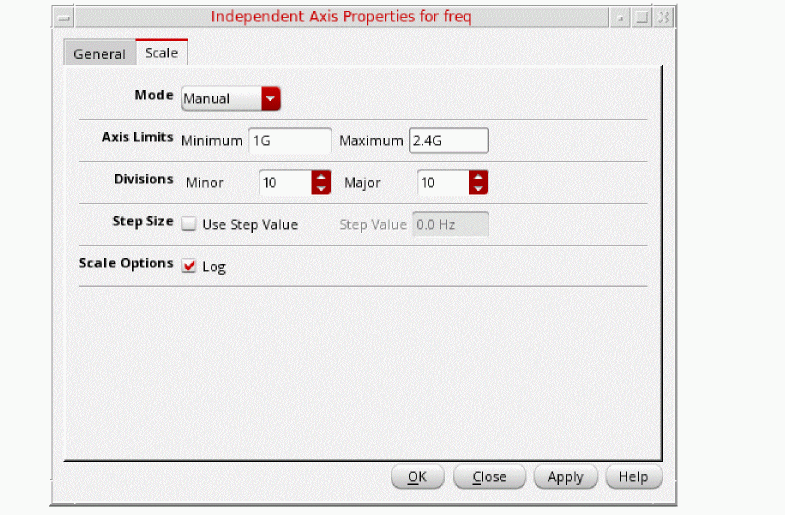 Independent Axis Properties for freq
General Scale
Mode Manual
Axis Limits Minimum 1G Maximum 2.4G
Divisions Minor 10 Major 10
Step Size Use Step Value Step Value 0.0 Hz
Scale Options Log
OK Close Apply Help